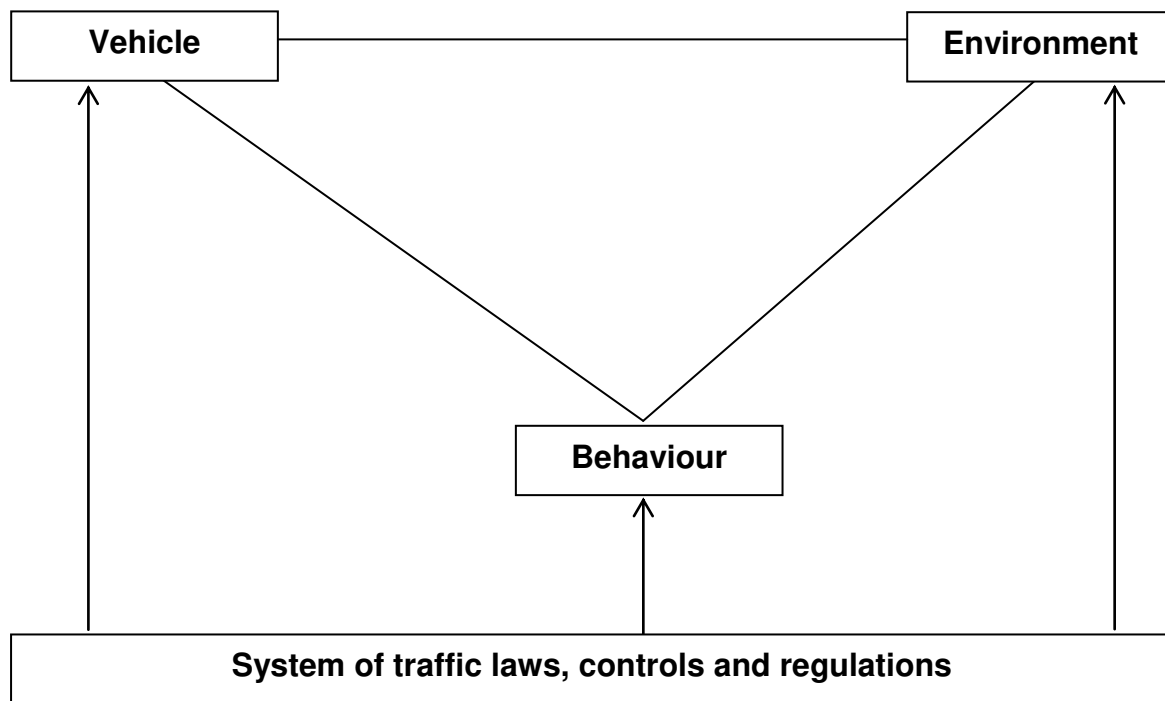 Vehicle
Environment
Behaviour
System of traffic laws, controls and regulations